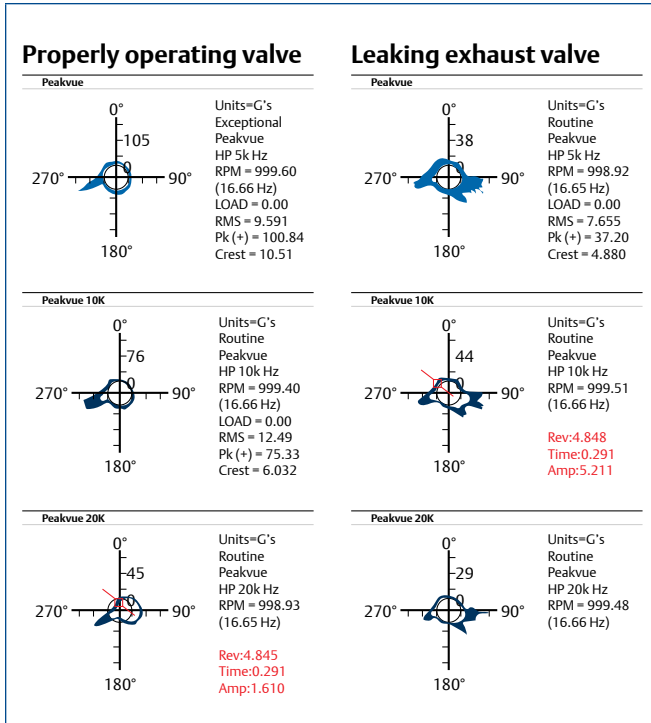 Properly operating valve
Peakvue
0°
105
0
270°
90°
180°
Units=G's
Exceptional
Peakvue
HP 5k Hz
RPM = 999.60
(16.66 Hz)
LOAD = 0.00
RMS = 9.591
Pk (+) = 100.84
Crest = 10.51
Peakvue 10K
0°
76
0
270°
90°
180°
Units=G's
Routine
Peakvue
HP 10k Hz
RPM = 999.40
(16.66 Hz)
LOAD = 0.00
RMS = 12.49
Pk (+) = 75.33
Crest = 6.032
Peakvue 20K
0°
45
0
270°
90°
180°
Units=G's
Routine
Peakvue
HP 20k Hz
RPM = 998.93
(16.65 Hz)
Rev:4.845
Time:0.291
Amp:1.610
Leaking exhaust valve
Peakvue
0°
38
0
270°
90°
180°
Units=G's
Routine
Peakvue
HP 5k Hz
RPM = 998.92
(16.65 Hz)
LOAD = 0.00
RMS = 7.655
Pk (+) = 37.20
Crest = 4.880
Peakvue 10K
0°
44
0
270°
90°
180°
Units=G's
Routine
Peakvue
HP 10k Hz
RPM = 999.51
(16.66 Hz)
Rev:4.848
Time:0.291
Amp:5.211
Peakvue 20K
0°
29
0
270°
90°
180°
Units=G's
Routine
Peakvue
HP 20k Hz
RPM = 999.48
(16.66 Hz)